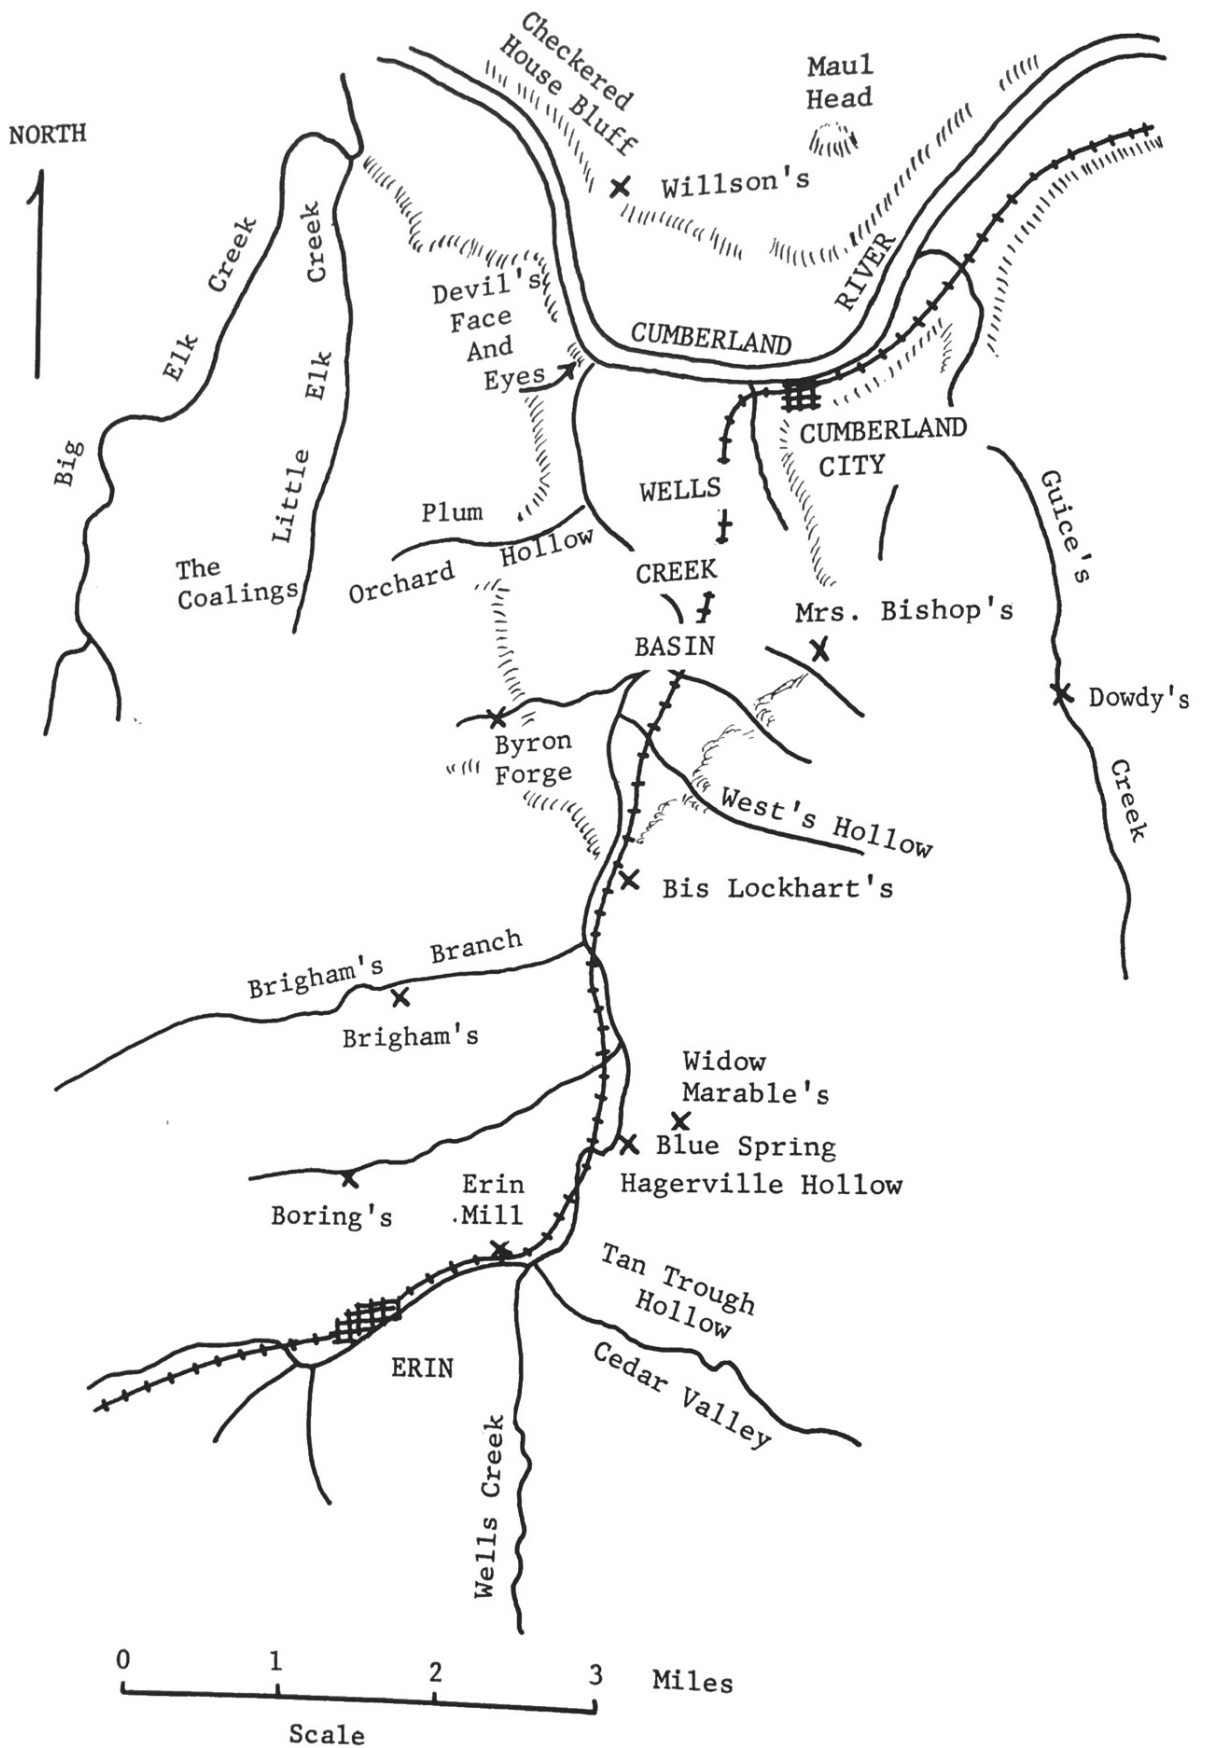 Checkered
House Bluff
Maul
Head
NORTH
Willson's
Big Elk Creek
Little Elk Creek
RIVER
Devil's
Face
And
Eyes
CUMBERLAND
CUMBERLAND
CITY
WELLS
Plum
Orchard Hollow
The
Coalings
CREEK
Guice's
Creek
Mrs. Bishop's
BASIN
Dowdy's
Byron
Forge
West's Hollow
Bis Lockhart's
Brigham's Branch
Brigham's
Widow
Marable's
Blue Spring
Hagerville Hollow
Erin
Mill
Boring's
Tan Trough
Hollow
Cedar Valley
ERIN
Wells Creek
0 1 2 3 Miles
Scale